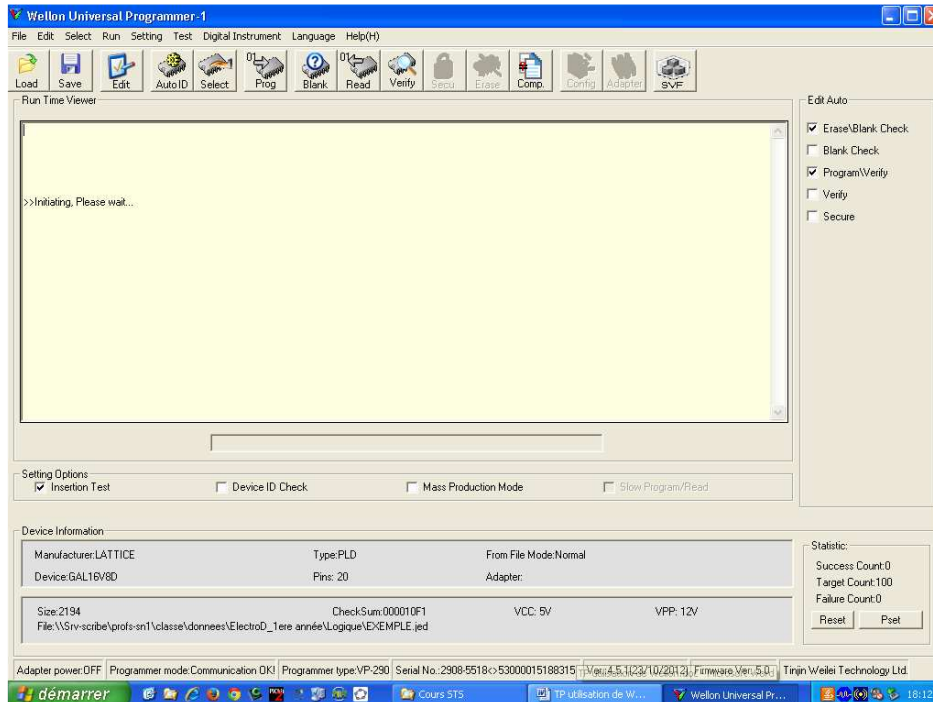 Wellon Universal Programmer-1
File Edit Select Run Setting Test Digital Instrument Language Help(H)
Load Save Edit AutoID Select Prog Blank Read Verify Secu Erase Comp. Config Adapter SVF
Run Time Viewer
>>Initiating, Please wait...
Edit Auto
Erase\Blank Check
Blank Check
Program\Verify
Verify
Secure
Setting Options
Insertion Test Device ID Check Mass Production Mode Slow Program/Read
Device Information
Manufacturer:LATTICE Type:PLD From File Mode:Normal
Device:GAL16V8D Pins: 20 Adapter:
Size:2194 CheckSum:000010F1 VCC: 5V VPP: 12V
File:\\Srv-scribe\profs-sn1\classe\donnees\ElectroD_1ere année\Logique\EXEMPLE.jed
Statistic:
Success Count:0
Target Count:100
Failure Count:0
Reset Pset
Adapter power:OFF Programmer mode:Communication OK! Programmer type:VP-290 Serial No.:2908-5518<>53000015188315 Ver.:4.5.1(23/10/2012) Firmware Ver: 5.0 Tinjin Weilei Technology Ltd.
démarrer Cours STS TP utilisation de W... Wellon Universal Pr... 18:12